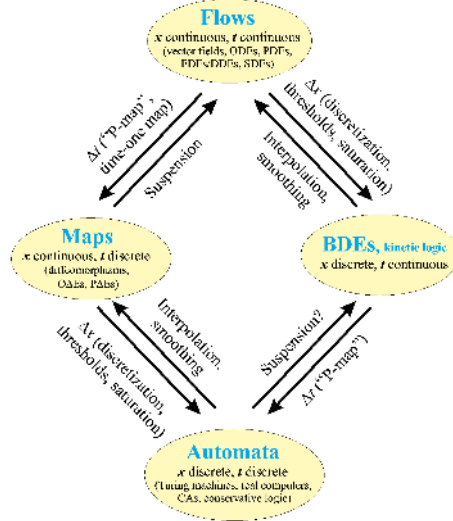 Flows
x continuous, t continuous
(vector fields, ODEs, PDEs,
FDEs/DDEs, SDEs)
Δt ("P-map",
time-one map)
Suspension
Δx (discretization,
thresholds, saturation)
Interpolation,
smoothing
Maps
x continuous, t discrete
(diffeomorphisms,
OΔEs, PΔEs)
BDEs, kinetic logic
x discrete, t continuous
Δx (discretization,
thresholds, saturation)
Interpolation,
smoothing
Suspension?
Δt ("P-map")
Automata
x discrete, t discrete
(Turing machines, real computers,
CAs, conservative logic)